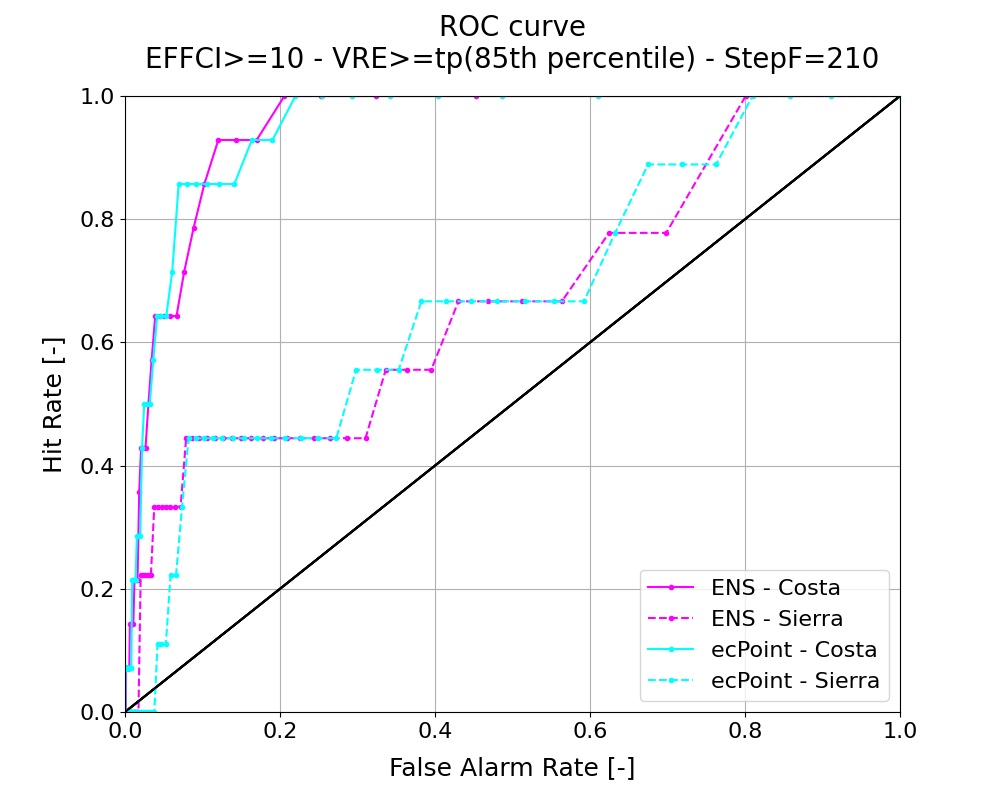 ROC curve
EFFCI>=10 - VRE>=tp(85th percentile) - StepF=210
1.0
0.8
0.6
0.4
0.2
0.0
Hit Rate [-]
0.0 0.2 0.4 0.6 0.8 1.0
False Alarm Rate [-]
ENS - Costa
ENS - Sierra
ecPoint - Costa
ecPoint - Sierra